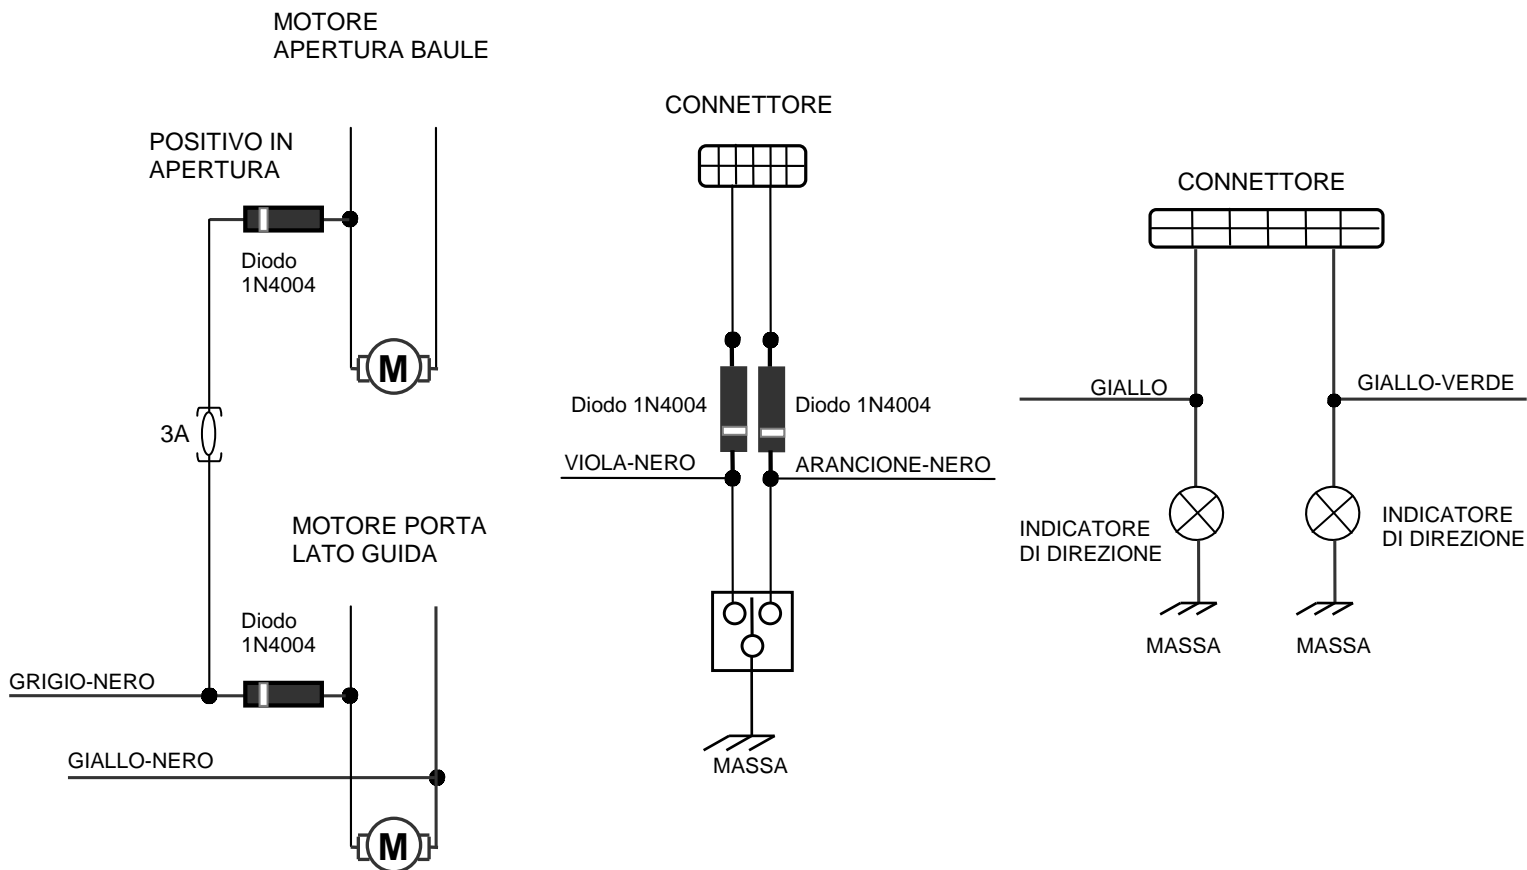 MOTORE
APERTURA BAULE
POSITIVO IN
APERTURA
Diodo
1N4004
M
3A
MOTORE PORTA
LATO GUIDA
Diodo
1N4004
GRIGIO-NERO
GIALLO-NERO
M
CONNETTORE
Diodo 1N4004
Diodo 1N4004
VIOLA-NERO
ARANCIONE-NERO
MASSA
CONNETTORE
GIALLO
GIALLO-VERDE
INDICATORE
DI DIREZIONE
INDICATORE
DI DIREZIONE
MASSA
MASSA